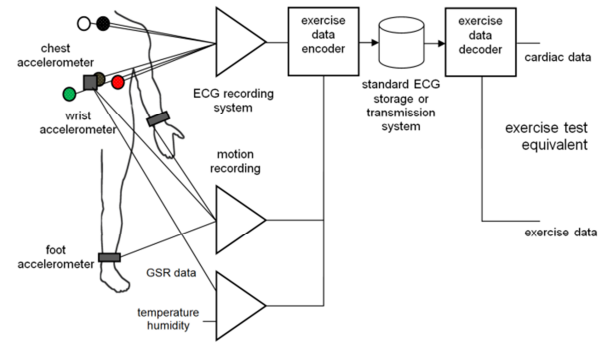 chest
accelerometer
wrist
accelerometer
foot
accelerometer
ECG recording
system
motion
recording
GSR data
temperature
humidity
exercise
data
encoder
standard ECG
storage or
transmission
system
exercise
data
decoder
cardiac data
exercise test
equivalent
exercise data